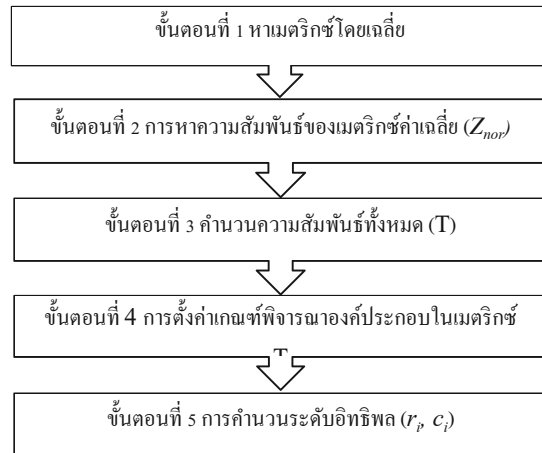 ขั้นตอนที่ 1 หาเมตริกซ์โดยเฉลี่ย
ขั้นตอนที่ 2 การหาความสัมพันธ์ของเมตริกซ์ค่าเฉลี่ย (Znor)
ขั้นตอนที่ 3 คำนวนความสัมพันธ์ทั้งหมด (T)
ขั้นตอนที่ 4 การตั้งค่าเกณฑ์พิจารณาองค์ประกอบในเมตริกซ์
T
ขั้นตอนที่ 5 การคำนวนระดับอิทธิพล (ri, ci)